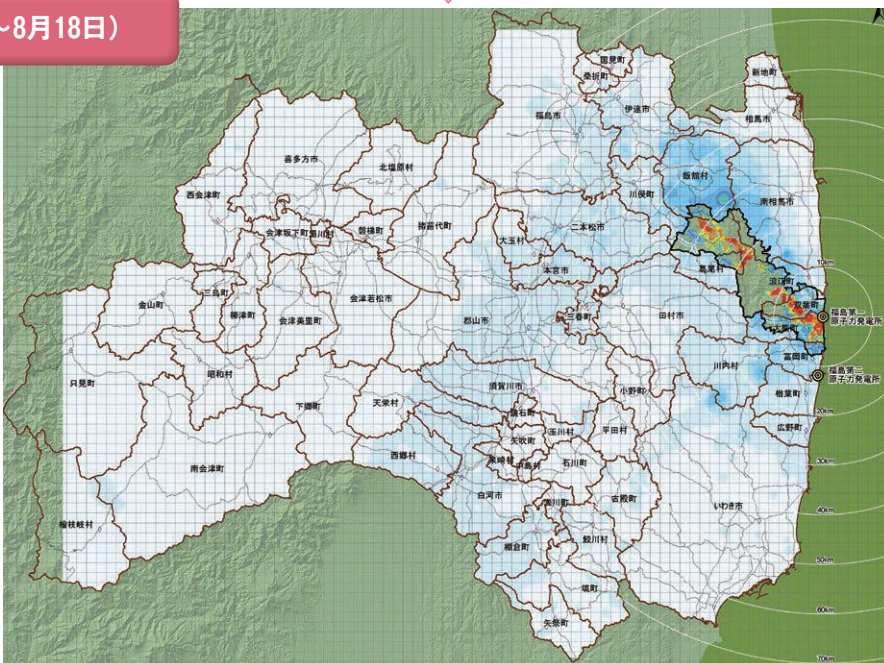 ~8月18日）
国見町
桑折町
新地町
伊達市
福島市
相馬市
喜多方市
北塩原村
飯舘村
川俣町
西会津町
南相馬市
猪苗代町
二本松市
磐梯町
会津坂下町
湯川村
大玉村
本宮市
葛尾村
10km
浪江町
三島町
会津若松市
金山町
双葉町
柳津町
会津美里町
三春町
田村市
郡山市
福島第一
原子力発電所
大熊町
富岡町
川内村
昭和村
只見町
福島第二
原子力発電所
須賀川市
小野町
楢葉町
下郷町
天栄村
20km
鏡石町
広野町
玉川村
平田村
矢吹町
西郷村
泉崎村
中島村
石川町
南会津町
30km
白河市
古殿町
浅川町
いわき市
40km
檜枝岐村
鮫川村
棚倉町
50km
塙町
60km
矢祭町
70km